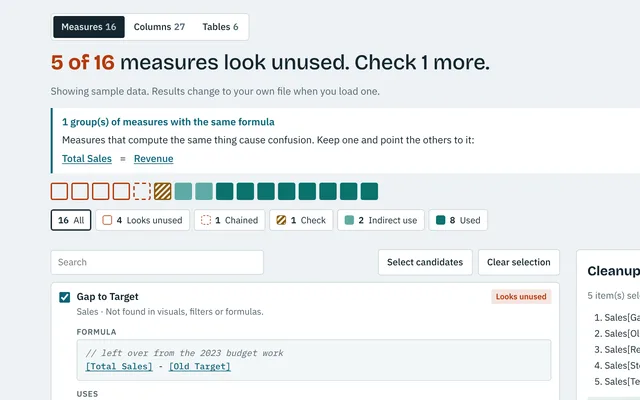 Measures 16 Columns 27 Tables 6
5 of 16 measures look unused. Check 1 more.
Showing sample data. Results change to your own file when you load one.
1 group(s) of measures with the same formula
Measures that compute the same thing cause confusion. Keep one and point the others to it:
Total Sales = Revenue
16 All 4 Looks unused 1 Chained 1 Check 2 Indirect use 8 Used
Search Select candidates Clear selection
Gap to Target Looks unused
Sales · Not found in visuals, filters or formulas.
FORMULA
// left over from the 2023 budget work
[Total Sales] - [Old Target]
USES
Cleanup
5 item(s) sel
1. Sales[Ga
2. Sales[Ol
3. Sales[Re
4. Sales[Sto
5. Sales[Te